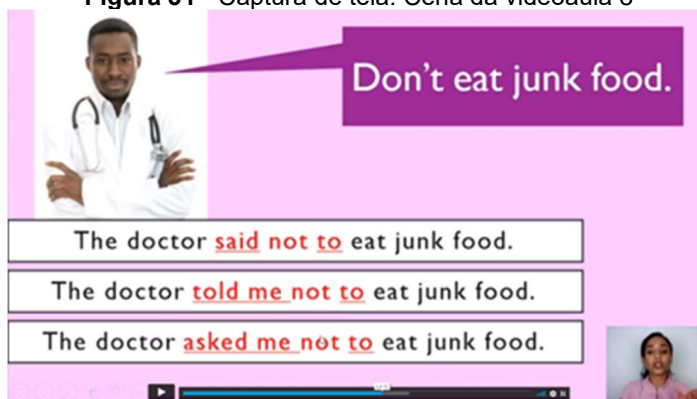 Figura 01 - Captura de tela: Cena da videoaula 8
Don't eat junk food.
The doctor said not to eat junk food.
The doctor told me not to eat junk food.
The doctor asked me not to eat junk food.